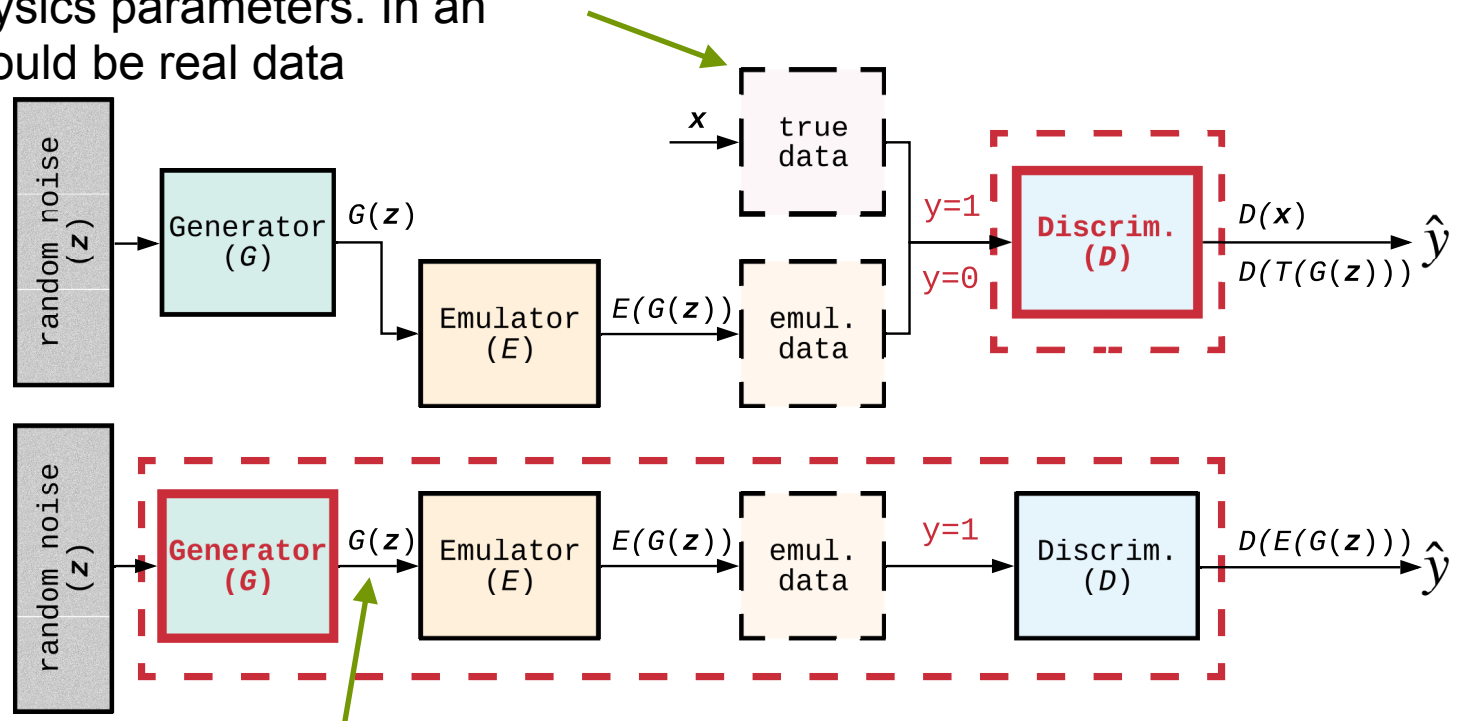 ysics parameters. In an
ould be real data
random noise
(z)
Generator
(G)
G(z)
Emulator
(E)
E(G(z))
x
true
data
emul.
data
y=1
y=0
Discrim.
(D)
D(x)
D(T(G(z)))
ŷ
random noise
(z)
Generator
(G)
G(z)
Emulator
(E)
E(G(z))
emul.
data
y=1
Discrim.
(D)
D(E(G(z)))
ŷ